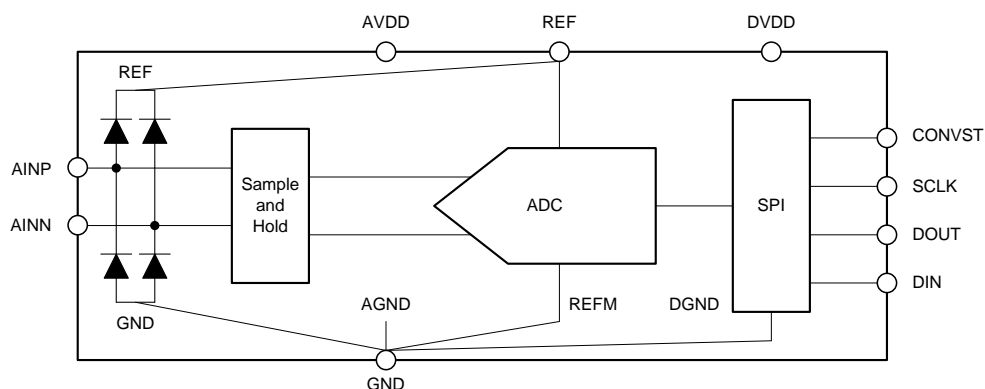 AVDD
REF
DVDD
REF
CONVST
AINP
SCLK
Sample
and
Hold
ADC
SPI
AINN
DOUT
DIN
AGND
REFM
DGND
GND
GND